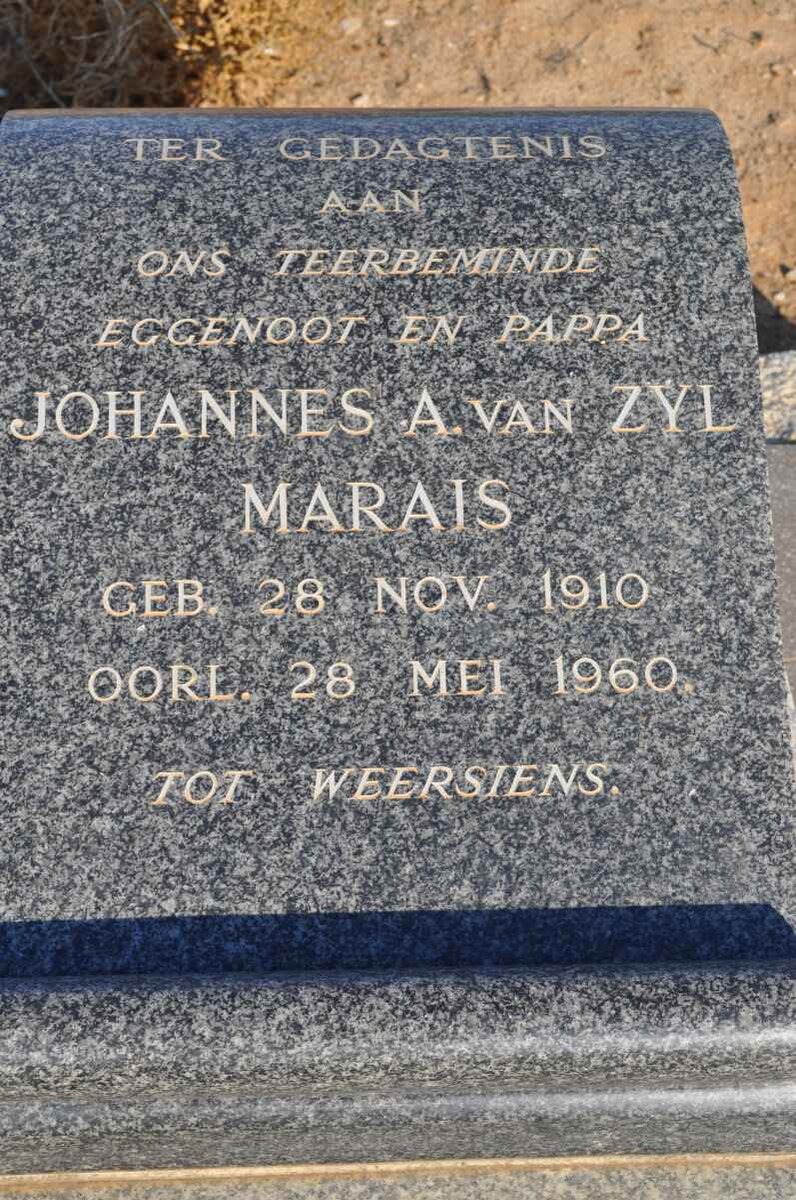 TER GEDAGTENIS
AAN
ONS TEERBEMINDE
EGGENOOT EN PAPPA
JOHANNES A. VAN ZYL
MARAIS
GEB. 28 NOV. 1910
OORL. 28 MEI 1960.
TOT WEERSIENS.